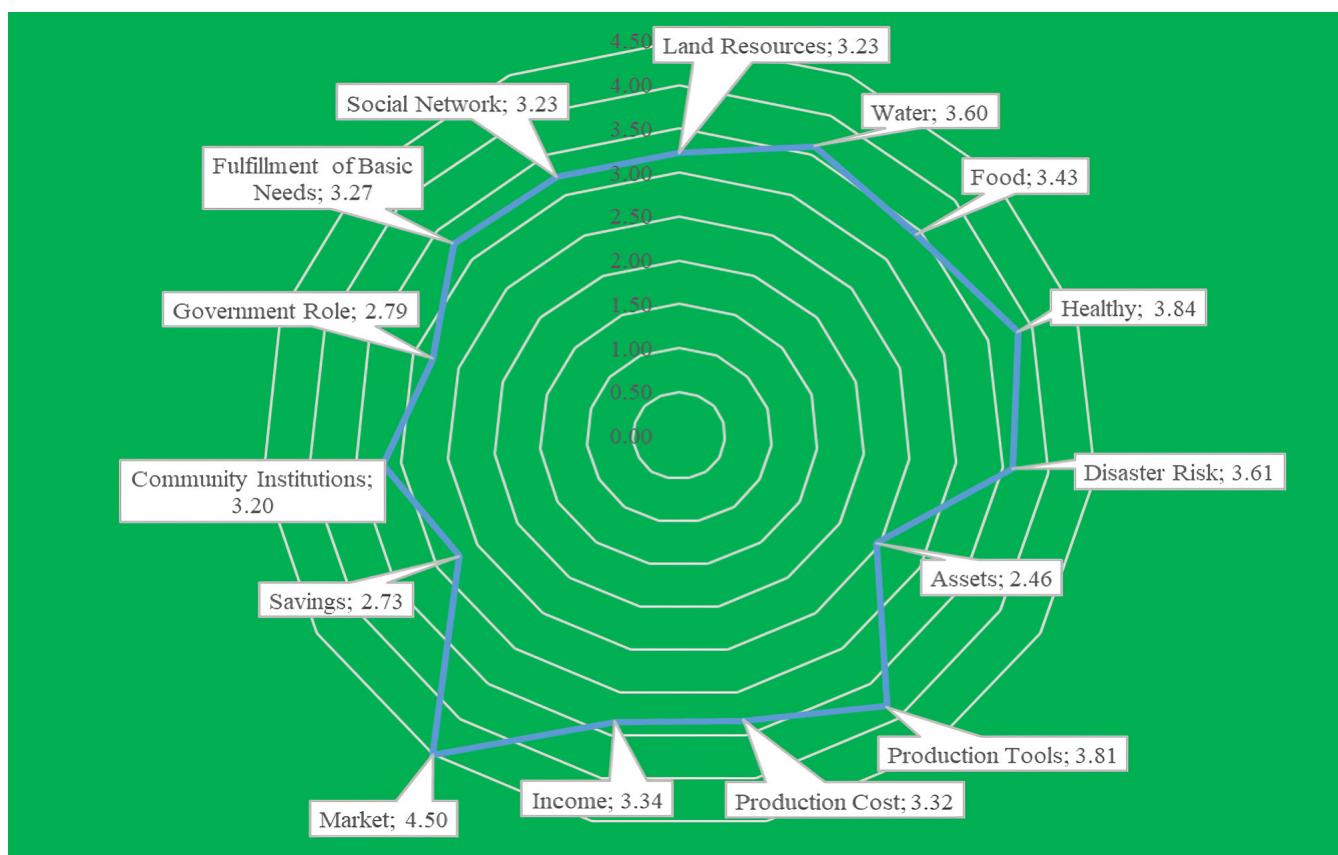 4.50
4.00
3.50
3.00
2.50
2.00
1.50
1.00
0.50
0.00
Land Resources; 3.23
Water; 3.60
Food; 3.43
Healthy; 3.84
Disaster Risk; 3.61
Assets; 2.46
Production Tools; 3.81
Production Cost; 3.32
Income; 3.34
Market; 4.50
Savings; 2.73
Community Institutions;
3.20
Government Role; 2.79
Fulfillment of Basic
Needs; 3.27
Social Network; 3.23